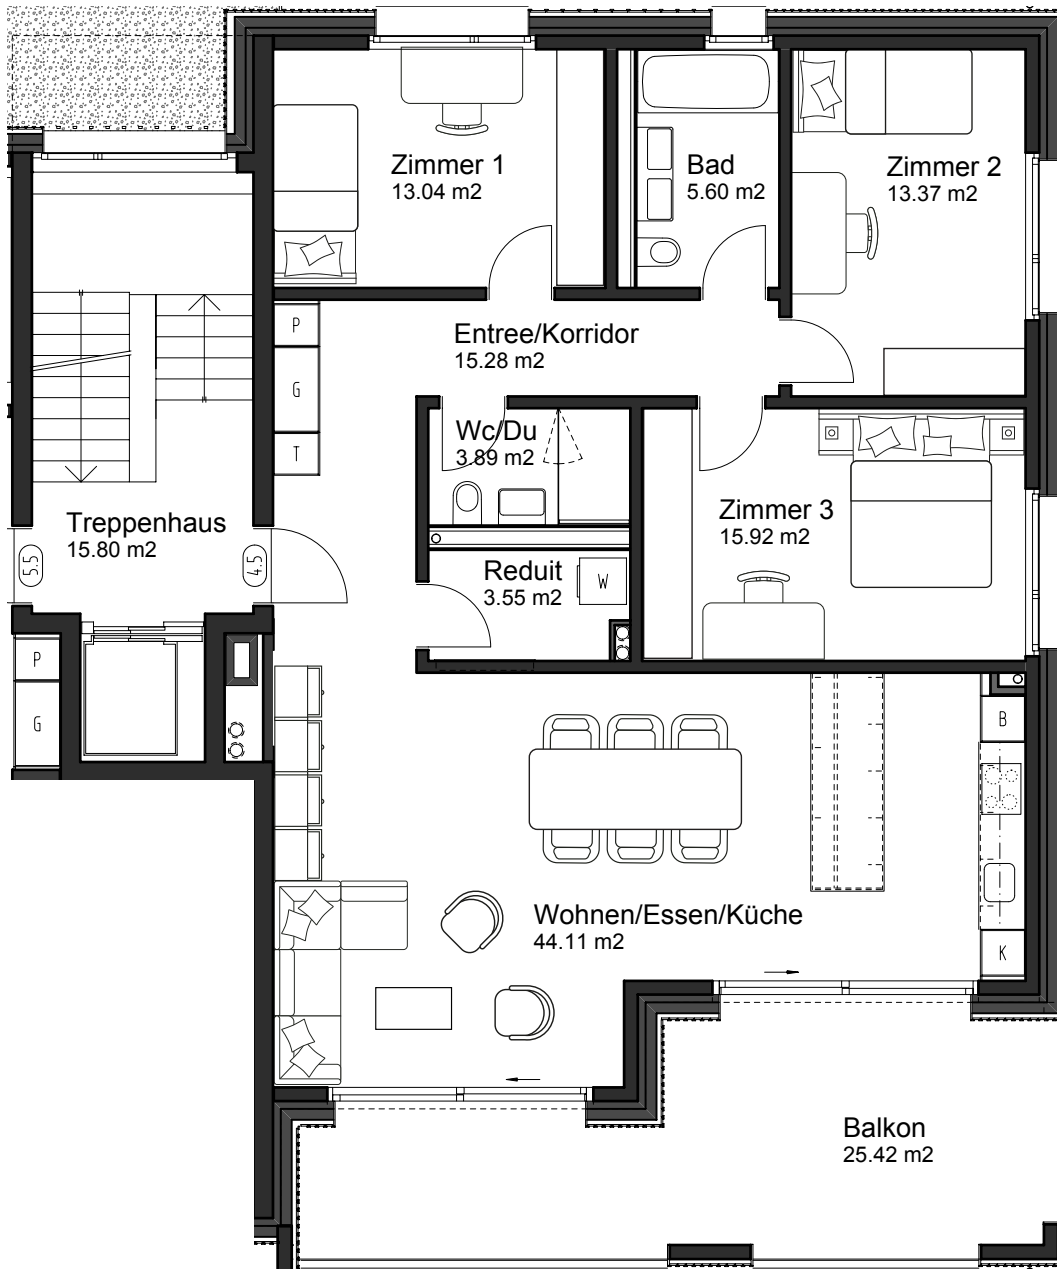 Zimmer 1
13.04 m2
Bad
5.60 m2
Zimmer 2
13.37 m2
P
G
T
Entree/Korridor
15.28 m2
Wc/Du
3.89 m2
Treppenhaus
15.80 m2
5.5
4.5
Reduit
3.55 m2
W
Zimmer 3
15.92 m2
P
G
B
K
Wohnen/Essen/Küche
44.11 m2
Balkon
25.42 m2